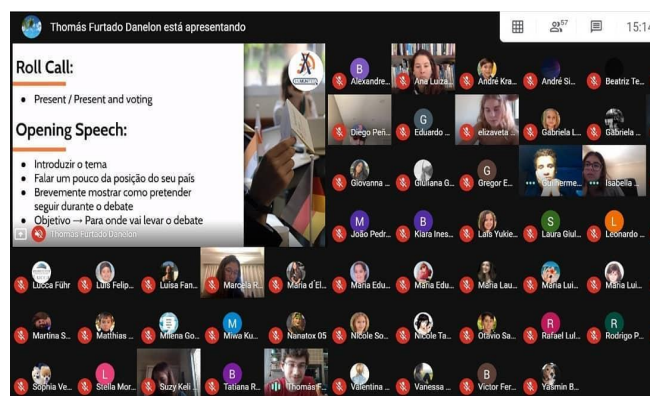 Thomás Furtado Danelon está apresentando
57
15:14
Roll Call:
• Present / Present and voting
Opening Speech:
• Introduzir o tema
• Falar um pouco da posição do seu país
• Brevemente mostrar como pretender
seguir durante o debate
• Objetivo → Para onde vai levar o debate
Thomás Furtado Danelon
B
Alexandre...
Ana Luiza...
André Kra...
André Si...
Beatriz Te...
Diego Peñ...
G
Eduardo ...
elizaveta ...
Gabriela L...
Gabriela ...
Giovanna ...
Giuliana G...
G
Gregor E...
Guilherme...
Isabella ...
M
João Pedr...
B
Kiara Ines...
Laís Yukie...
S
Laura Giul...
L
Leonardo ...
Lucca Führ
Luís Felip...
Luisa Fan...
Marcela R...
Maria d'El...
Maria Edu...
Maria Edu...
Maria Lau...
Maria Lui...
Maria Lui...
Martina S...
Matthias ...
Milena Go...
M
Miwa Ku...
Nanatox 05
Nicole So...
Nicole Ta...
Otávio Sa...
R
Rafael Lul...
R
Rodrigo P...
Sophia Ve...
L
Stella Mor...
Suzy Keli ...
B
Tatiana R...
Thomás F...
Valentina ...
Vanessa ...
B
Victor Fer...
Yasmin B...